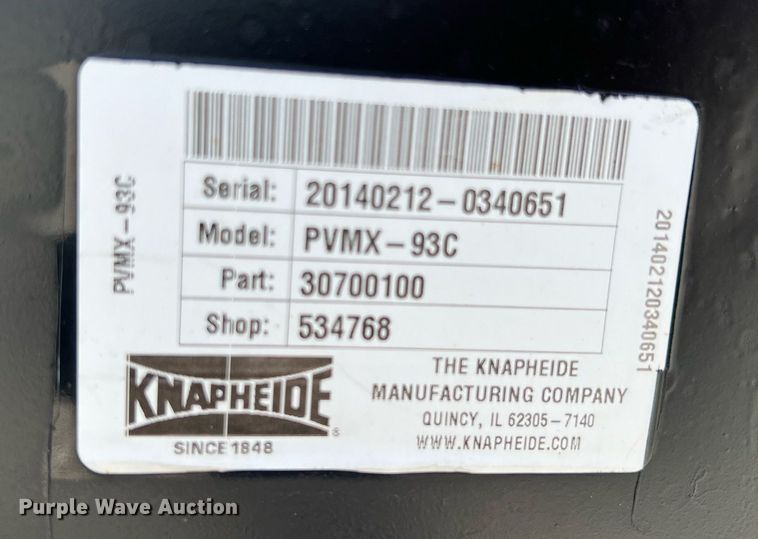 PVMX-93C
Serial: 20140212-0340651
Model: PVMX-93C
Part: 30700100
Shop: 534768
201402120340651
KNAPHEIDE
SINCE 1848
THE KNAPHEIDE
MANUFACTURING COMPANY
QUINCY, IL 62305-7140
WWW.KNAPHEIDE.COM
Purple Wave Auction